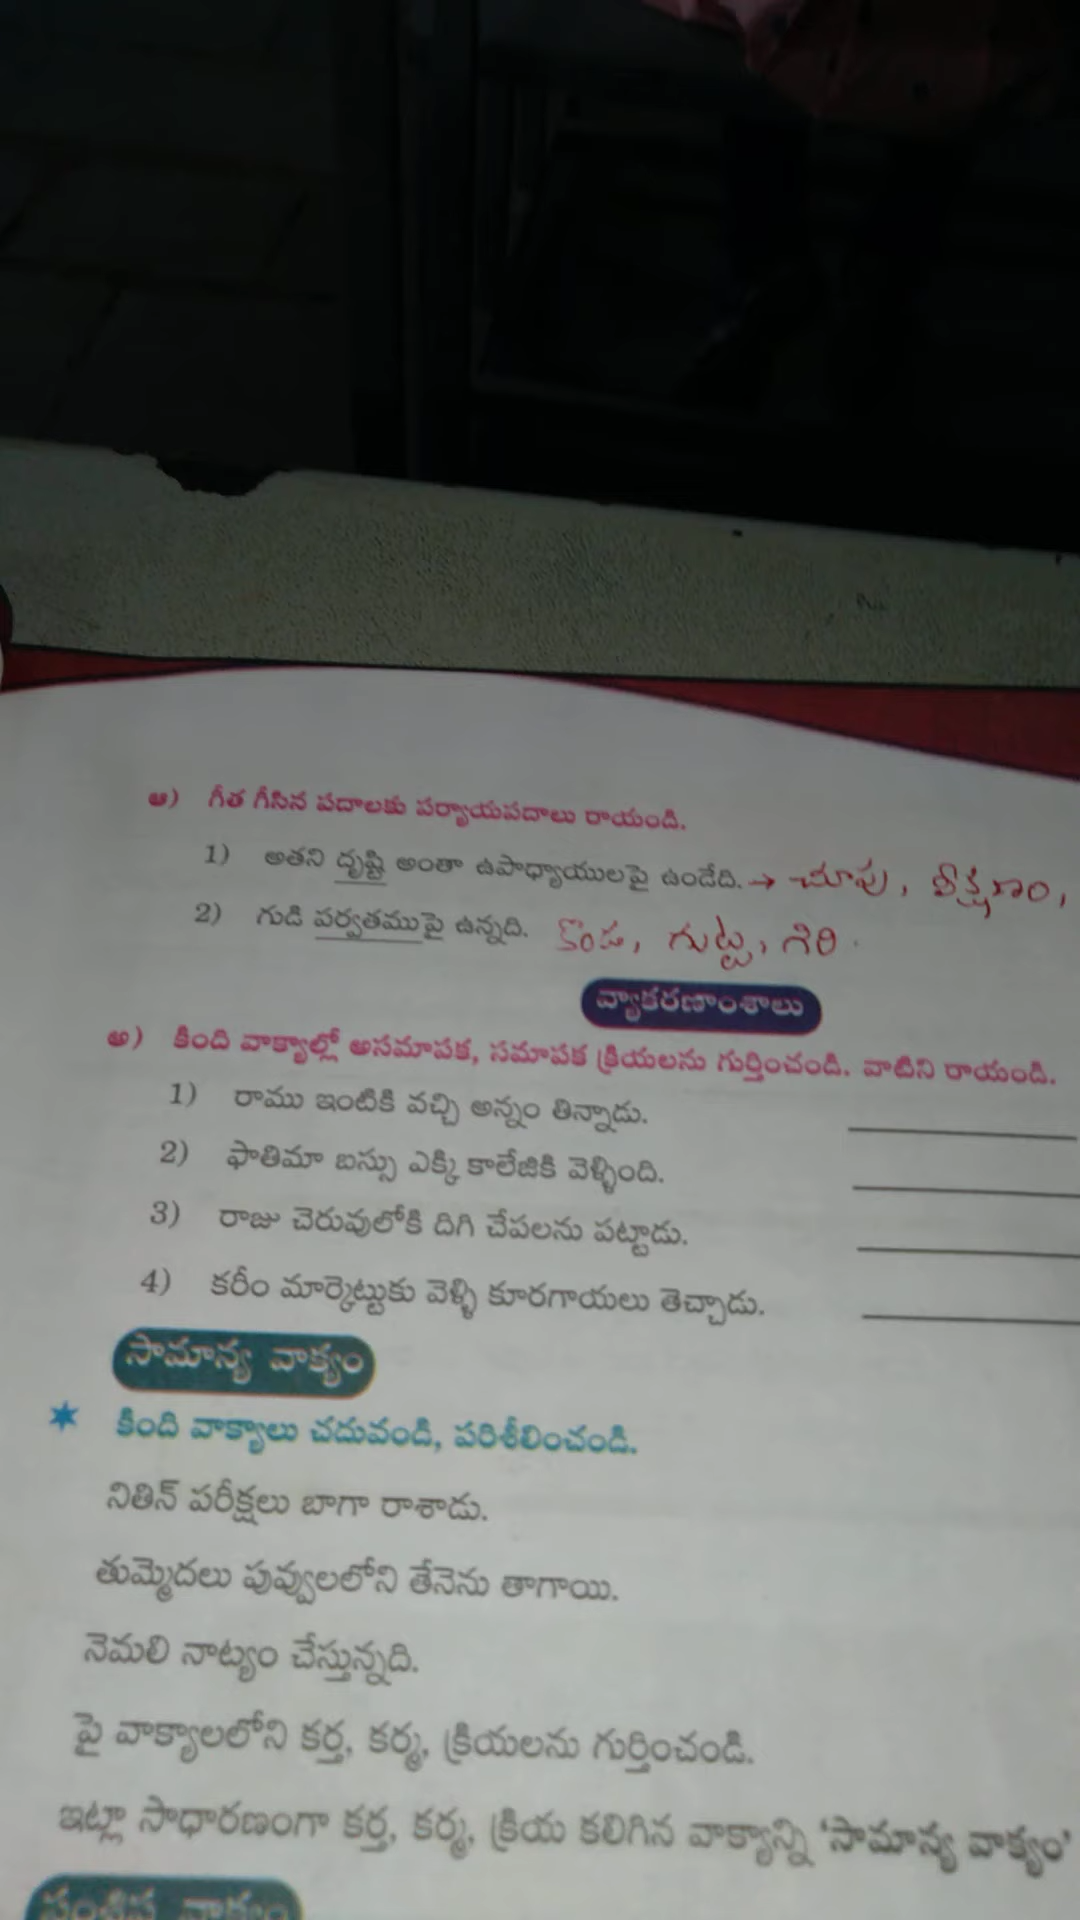 ఆ) గీత గీసిన పదాలకు పర్యాయపదాలు రాయండి.
1) అతని దృష్టి అంతా ఉపాధ్యాయులపై ఉండేది. → చూపు, వీక్షణం,
2) గుడి పర్వతముపై ఉన్నది. కొండ, గుట్ట, గిరి.
వ్యాకరణాంశాలు
అ) కింది వాక్యాల్లో అసమాపక, సమాపక క్రియలను గుర్తించండి. వాటిని రాయండి.
1) రాము ఇంటికి వచ్చి అన్నం తిన్నాడు.
2) ఫాతిమా బస్సు ఎక్కి కాలేజికి వెళ్ళింది.
3) రాజు చెరువులోకి దిగి చేపలను పట్టాడు.
4) కరీం మార్కెట్టుకు వెళ్ళి కూరగాయలు తెచ్చాడు.
సామాన్య వాక్యం
కింది వాక్యాలు చదువండి, పరిశీలించండి.
నితిన్ పరీక్షలు బాగా రాశాడు.
తుమ్మెదలు పువ్వులలోని తేనెను తాగాయి.
నెమలి నాట్యం చేస్తున్నది.
పై వాక్యాలలోని కర్త, కర్మ, క్రియలను గుర్తించండి.
ఇట్లా సాధారణంగా కర్త, కర్మ, క్రియ కలిగిన వాక్యాన్ని 'సామాన్య వాక్యం'